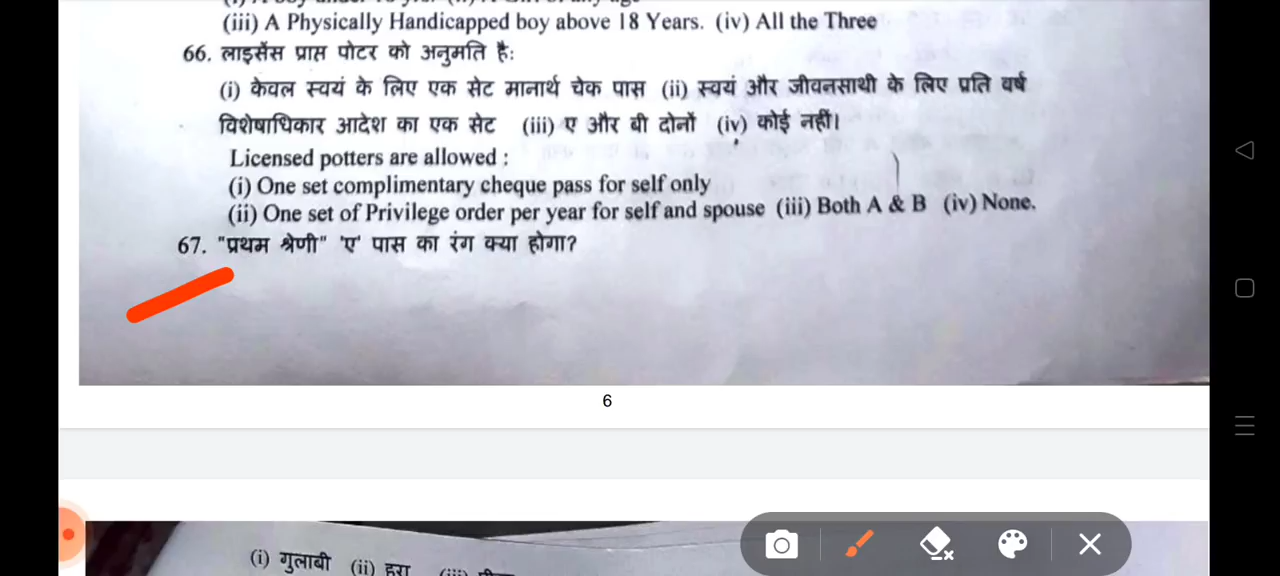 (iii) A Physically Handicapped boy above 18 Years. (iv) All the Three
66. लाइसेंस प्राप्त पोटर को अनुमति है:
(i) केवल स्वयं के लिए एक सेट मानार्थ चेक पास (ii) स्वयं और जीवनसाथी के लिए प्रति वर्ष
विशेषाधिकार आदेश का एक सेट (iii) ए और बी दोनों (iv) कोई नहीं।
Licensed potters are allowed :
(i) One set complimentary cheque pass for self only
(ii) One set of Privilege order per year for self and spouse (iii) Both A & B (iv) None.
67. "प्रथम श्रेणी" 'ए' पास का रंग क्या होगा?
6
(i) गुलाबी (ii) हरा (iii)